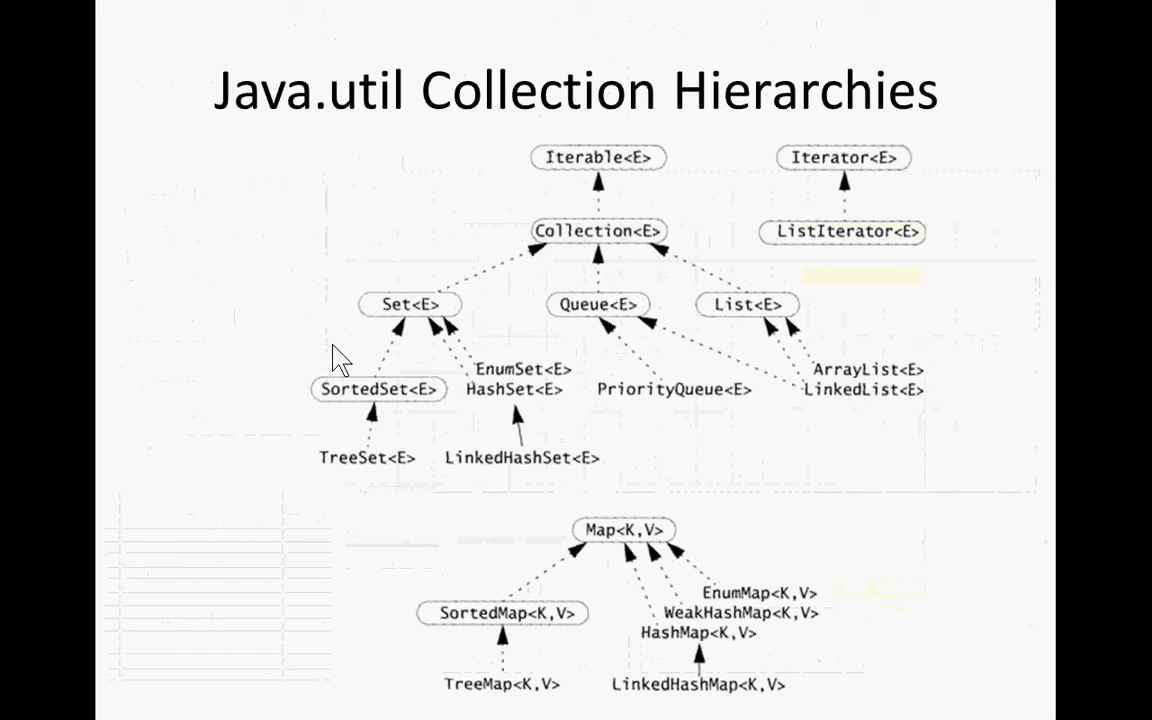 Java.util Collection Hierarchies
Iterable<E> Iterator<E>
Collection<E> ListIterator<E>
Set<E> Queue<E> List<E>
EnumSet<E> ArrayList<E>
SortedSet<E> HashSet<E> PriorityQueue<E> LinkedList<E>
TreeSet<E> LinkedHashSet<E>
Map<K,V>
EnumMap<K,V>
SortedMap<K,V> WeakHashMap<K,V>
HashMap<K,V>
TreeMap<K,V> LinkedHashMap<K,V>